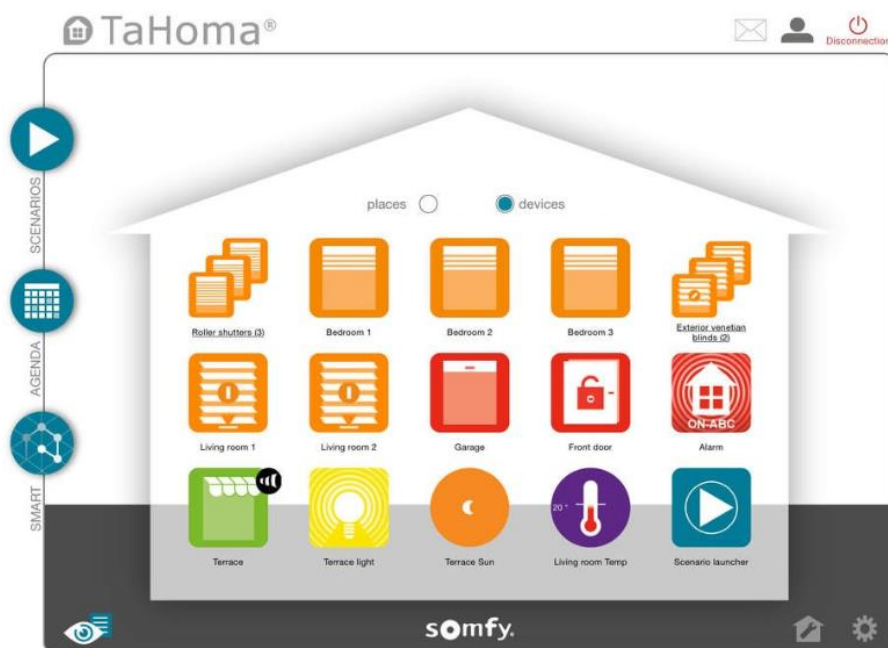 TaHoma®
Disconnection
SCENARIOS
AGENDA
SMART
places
devices
Roller shutters (3)
Bedroom 1
Bedroom 2
Bedroom 3
Exterior venetian
blinds (2)
Living room 1
Living room 2
Garage
Front door
ON-ABC
Alarm
20 °
Terrace
Terrace light
Terrace Sun
Living room Temp
Scenario launcher
somfy.